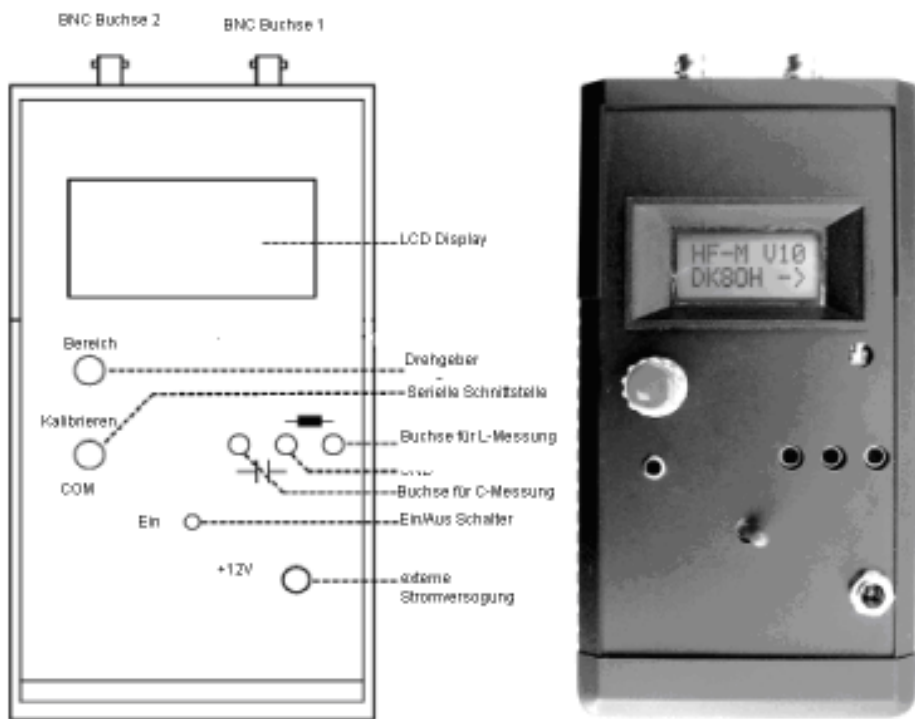 BNC Buchse 2
BNC Buchse 1
LCD Display
HF-M V10
DK8OH ->
Bereich
Drehgeber
Serielle Schnittstelle
Kalibrieren
Buchse für L-Messung
COM
Buchse für C-Messung
Ein
Ein/Aus Schalter
+12V
externe
Stromversogung